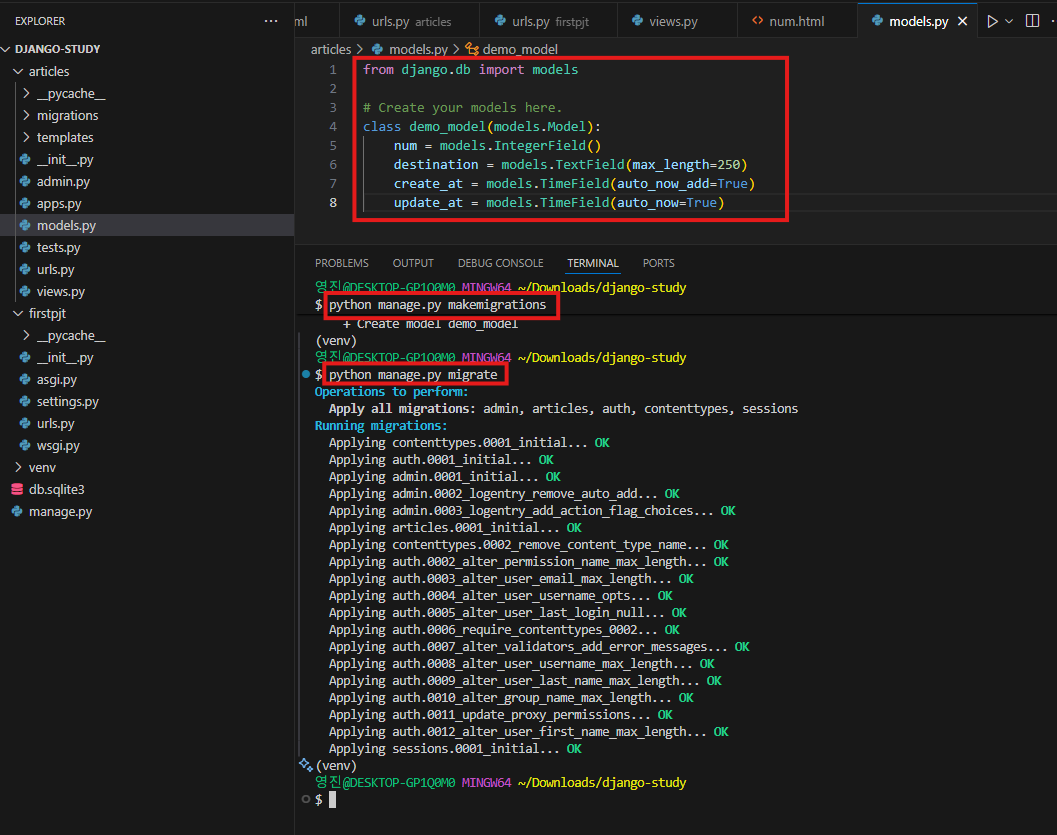 EXPLORER
ml
urls.py articles
urls.py firstpjt
views.py
num.html
models.py
DJANGO-STUDY
articles
__pycache__
migrations
templates
__init__.py
admin.py
apps.py
models.py
tests.py
urls.py
views.py
firstpjt
__pycache__
__init__.py
asgi.py
settings.py
urls.py
wsgi.py
venv
db.sqlite3
manage.py
articles > models.py > demo_model
1 from django.db import models
2
3 # Create your models here.
4 class demo_model(models.Model):
5 num = models.IntegerField()
6 destination = models.TextField(max_length=250)
7 create_at = models.TimeField(auto_now_add=True)
8 update_at = models.TimeField(auto_now=True)
PROBLEMS OUTPUT DEBUG CONSOLE TERMINAL PORTS
영진@DESKTOP-GP1Q0M0 MINGW64 ~/Downloads/django-study
$ python manage.py makemigrations
+ Create model demo_model
(venv)
영진@DESKTOP-GP1Q0M0 MINGW64 ~/Downloads/django-study
$ python manage.py migrate
Operations to perform:
Apply all migrations: admin, articles, auth, contenttypes, sessions
Running migrations:
Applying contenttypes.0001_initial... OK
Applying auth.0001_initial... OK
Applying admin.0001_initial... OK
Applying admin.0002_logentry_remove_auto_add... OK
Applying admin.0003_logentry_add_action_flag_choices... OK
Applying articles.0001_initial... OK
Applying contenttypes.0002_remove_content_type_name... OK
Applying auth.0002_alter_permission_name_max_length... OK
Applying auth.0003_alter_user_email_max_length... OK
Applying auth.0004_alter_user_username_opts... OK
Applying auth.0005_alter_user_last_login_null... OK
Applying auth.0006_require_contenttypes_0002... OK
Applying auth.0007_alter_validators_add_error_messages... OK
Applying auth.0008_alter_user_username_max_length... OK
Applying auth.0009_alter_user_last_name_max_length... OK
Applying auth.0010_alter_group_name_max_length... OK
Applying auth.0011_update_proxy_permissions... OK
Applying auth.0012_alter_user_first_name_max_length... OK
Applying sessions.0001_initial... OK
(venv)
영진@DESKTOP-GP1Q0M0 MINGW64 ~/Downloads/django-study
$